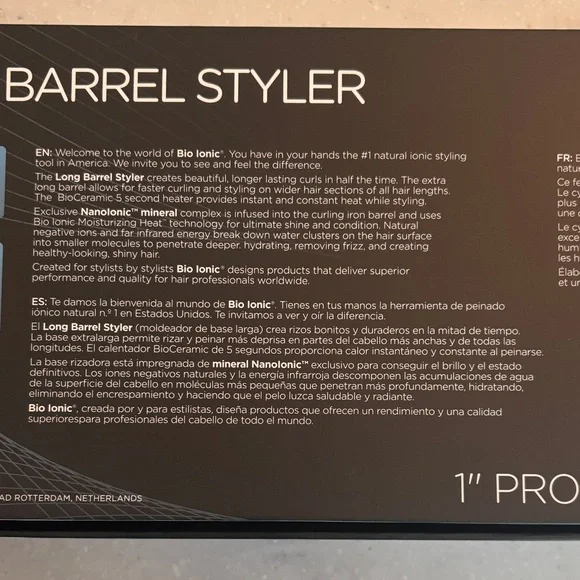 BARREL STYLER
EN: Welcome to the world of Bio Ionic®. You have in your hands the #1 natural ionic styling
tool in America. We invite you to see and feel the difference.
The Long Barrel Styler creates beautiful, longer lasting curls in half the time. The extra
long barrel allows for faster curling and styling on wider hair sections of all hair lengths.
The BioCeramic 5 second heater provides instant and constant heat while styling.
Exclusive NanoIonic™ mineral complex is infused into the curling iron barrel and uses
Bio Ionic Moisturizing Heat™ technology for ultimate shine and condition. Natural
negative ions and far infrared energy break down water clusters on the hair surface
into smaller molecules to penetrate deeper, hydrating, removing frizz, and creating
healthy-looking, shiny hair.
Created for stylists by stylists Bio Ionic® designs products that deliver superior
performance and quality for hair professionals worldwide.
ES: Te damos la bienvenida al mundo de Bio Ionic®. Tienes en tus manos la herramienta de peinado
iónico natural n.º 1 en Estados Unidos. Te invitamos a ver y oír la diferencia.
El Long Barrel Styler (moldeador de base larga) crea rizos bonitos y duraderos en la mitad de tiempo.
La base extralarga permite rizar y peinar más deprisa en partes del cabello más anchas y de todas las
longitudes. El calentador BioCeramic de 5 segundos proporciona calor instantáneo y constante al peinarse.
La base rizadora está impregnada de mineral NanoIonic™ exclusivo para conseguir el brillo y el estado
definitivos. Los iones negativos naturales y la energía infrarroja descomponen las acumulaciones de agua
de la superficie del cabello en moléculas más pequeñas que penetran más profundamente, hidratando,
eliminando el encrespamiento y haciendo que el pelo luzca saludable y radiante.
Bio Ionic®, creada por y para estilistas, diseña productos que ofrecen un rendimiento y una calidad
superiorespara profesionales del cabello de todo el mundo.
FR: B
natur
Ce fe
Le cy
plus
une c
Le cy
exce
hum
les h
Élab
et ur
AD ROTTERDAM, NETHERLANDS
1" PRO